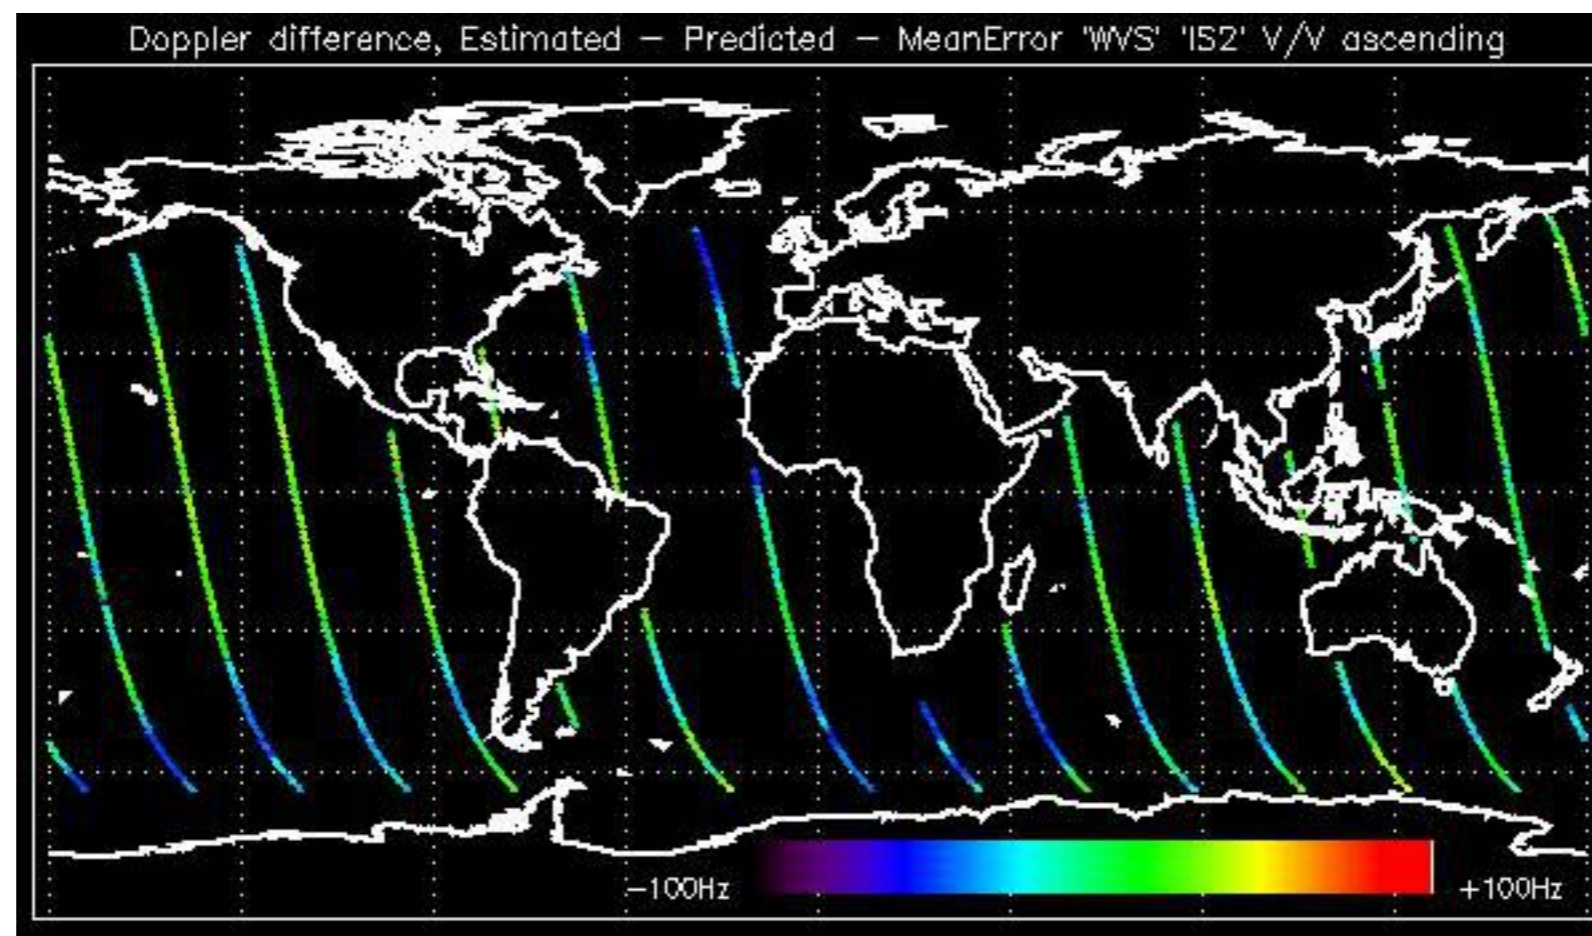 Doppler difference, Estimated − Predicted − MeanError 'WVS' 'IS2' V/V ascending
−100Hz +100Hz